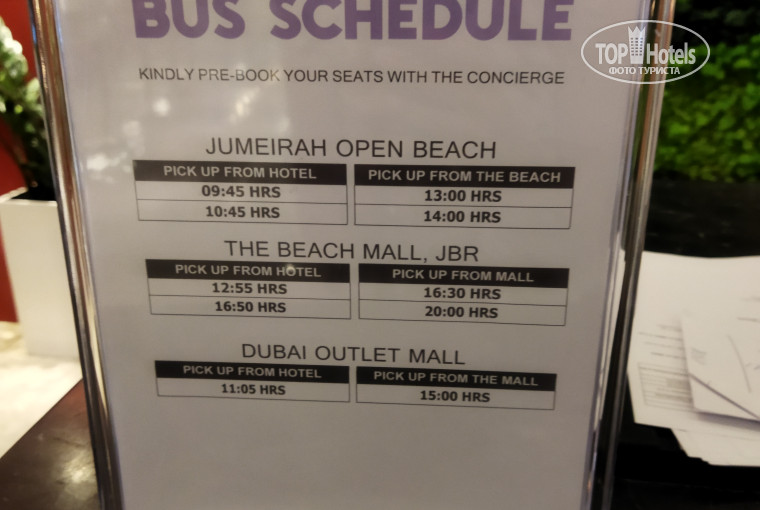 BUS SCHEDULE
TOP Hotels
ФОТО ТУРИСТА
KINDLY PRE-BOOK YOUR SEATS WITH THE CONCIERGE
JUMEIRAH OPEN BEACH
PICK UP FROM HOTEL PICK UP FROM THE BEACH
09:45 HRS 13:00 HRS
10:45 HRS 14:00 HRS
THE BEACH MALL, JBR
PICK UP FROM HOTEL PICK UP FROM MALL
12:55 HRS 16:30 HRS
16:50 HRS 20:00 HRS
DUBAI OUTLET MALL
PICK UP FROM HOTEL PICK UP FROM THE MALL
11:05 HRS 15:00 HRS